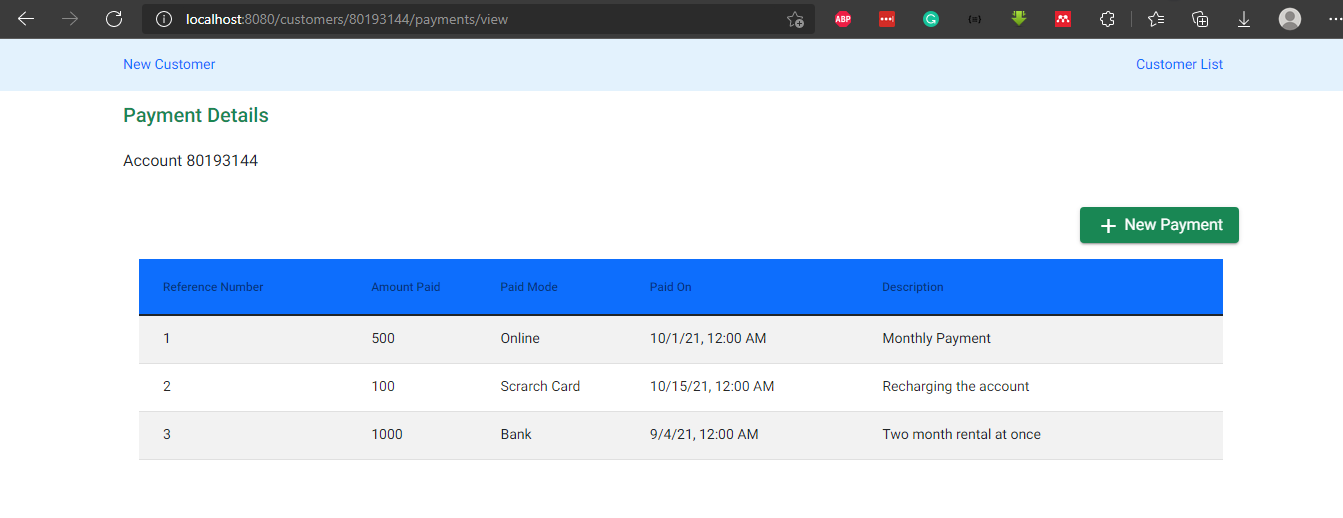 localhost:8080/customers/80193144/payments/view
ABP
New Customer Customer List
Payment Details
Account 80193144
+ New Payment
Reference Number Amount Paid Paid Mode Paid On Description
1 500 Online 10/1/21, 12:00 AM Monthly Payment
2 100 Scrarch Card 10/15/21, 12:00 AM Recharging the account
3 1000 Bank 9/4/21, 12:00 AM Two month rental at once